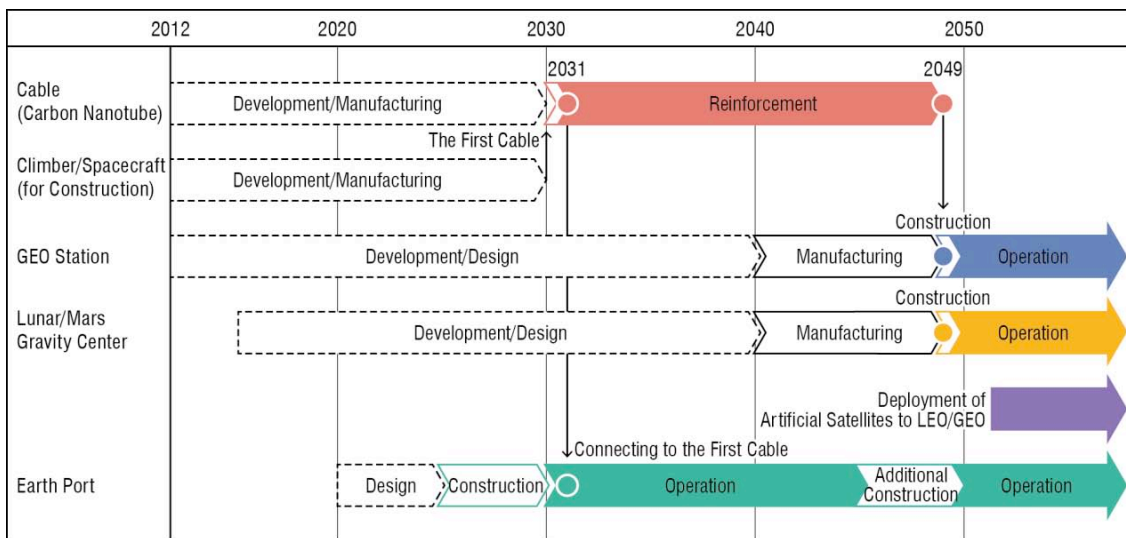 2012 2020 2030 2040 2050
2031 2049
Cable
(Carbon Nanotube)
Development/Manufacturing
Reinforcement
The First Cable
Climber/Spacecraft
(for Construction)
Development/Manufacturing
Construction
GEO Station
Development/Design
Manufacturing
Operation
Construction
Lunar/Mars
Gravity Center
Development/Design
Manufacturing
Operation
Deployment of
Artificial Satellites to LEO/GEO
Connecting to the First Cable
Earth Port
Design
Construction
Operation
Additional
Construction
Operation